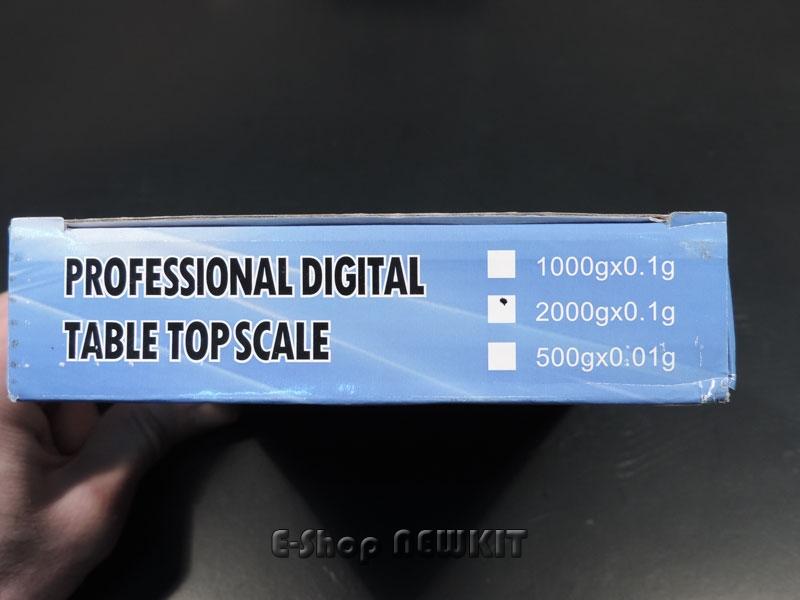 PROFESSIONAL DIGITAL
TABLE TOP SCALE
1000gx0.1g
2000gx0.1g
500gx0.01g
E-Shop NEWKIT